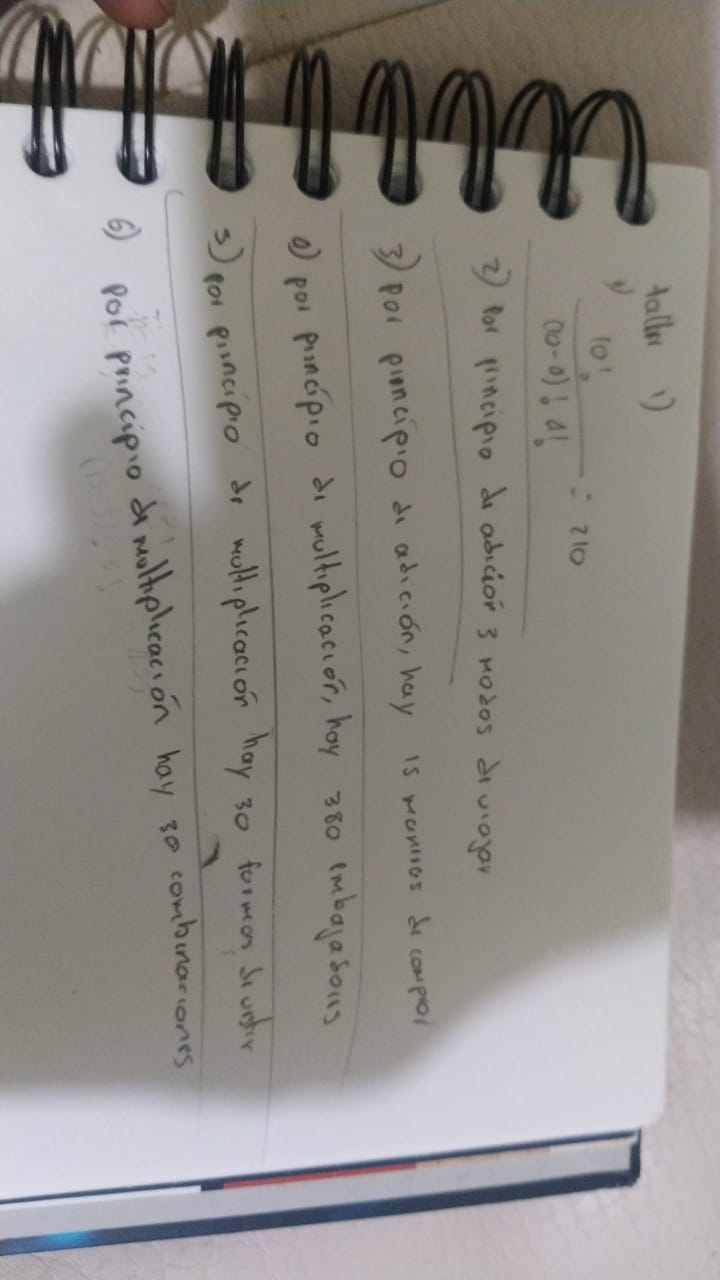 taller 1)
1)
10!
(10-4)! 4! = 210
2) Por principio de adición 3 modos de viajar
3) por principio de adición, hay 15 maneras de compar
4) por principio de multiplicación, hay 380 embajadores
5) por principio de multiplicación hay 30 formas de vestir
6) por principio de multiplicación hay 30 combinaciones